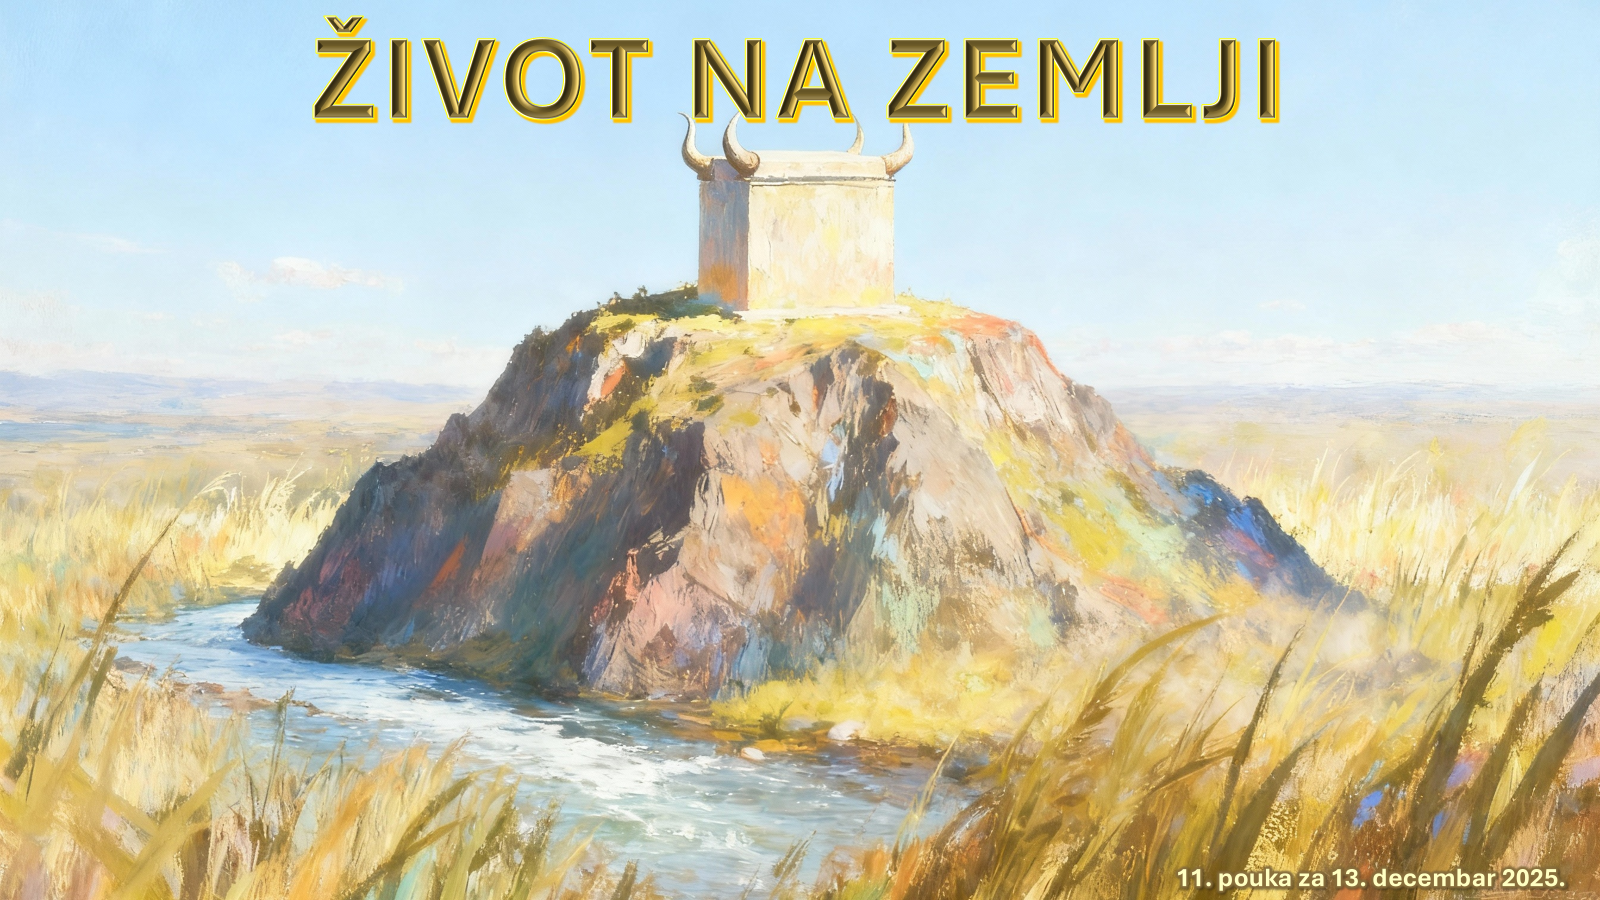 ŽIVOT NA ZEMLJI
11. pouka za 13. decembar 2025.